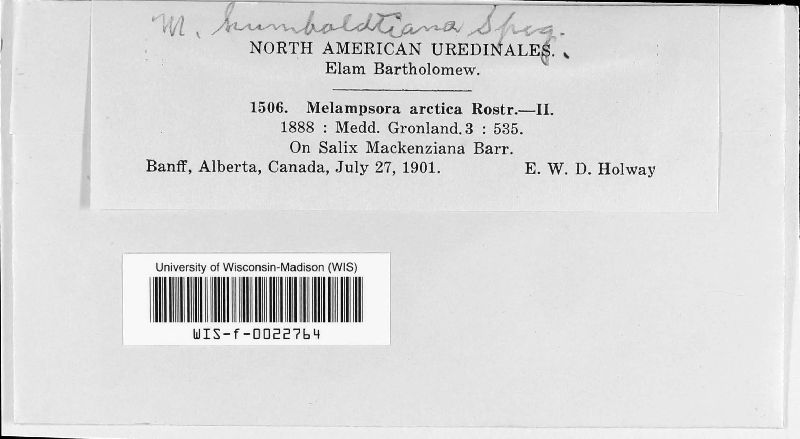 M. humboldtiana Speg.
NORTH AMERICAN UREDINALES.
Elam Bartholomew.
1506. Melampsora arctica Rostr.—II.
1888 : Medd. Gronland. 3 : 535.
On Salix Mackenziana Barr.
Banff, Alberta, Canada, July 27, 1901. E. W. D. Holway
University of Wisconsin-Madison (WIS)
WIS-f-0022764